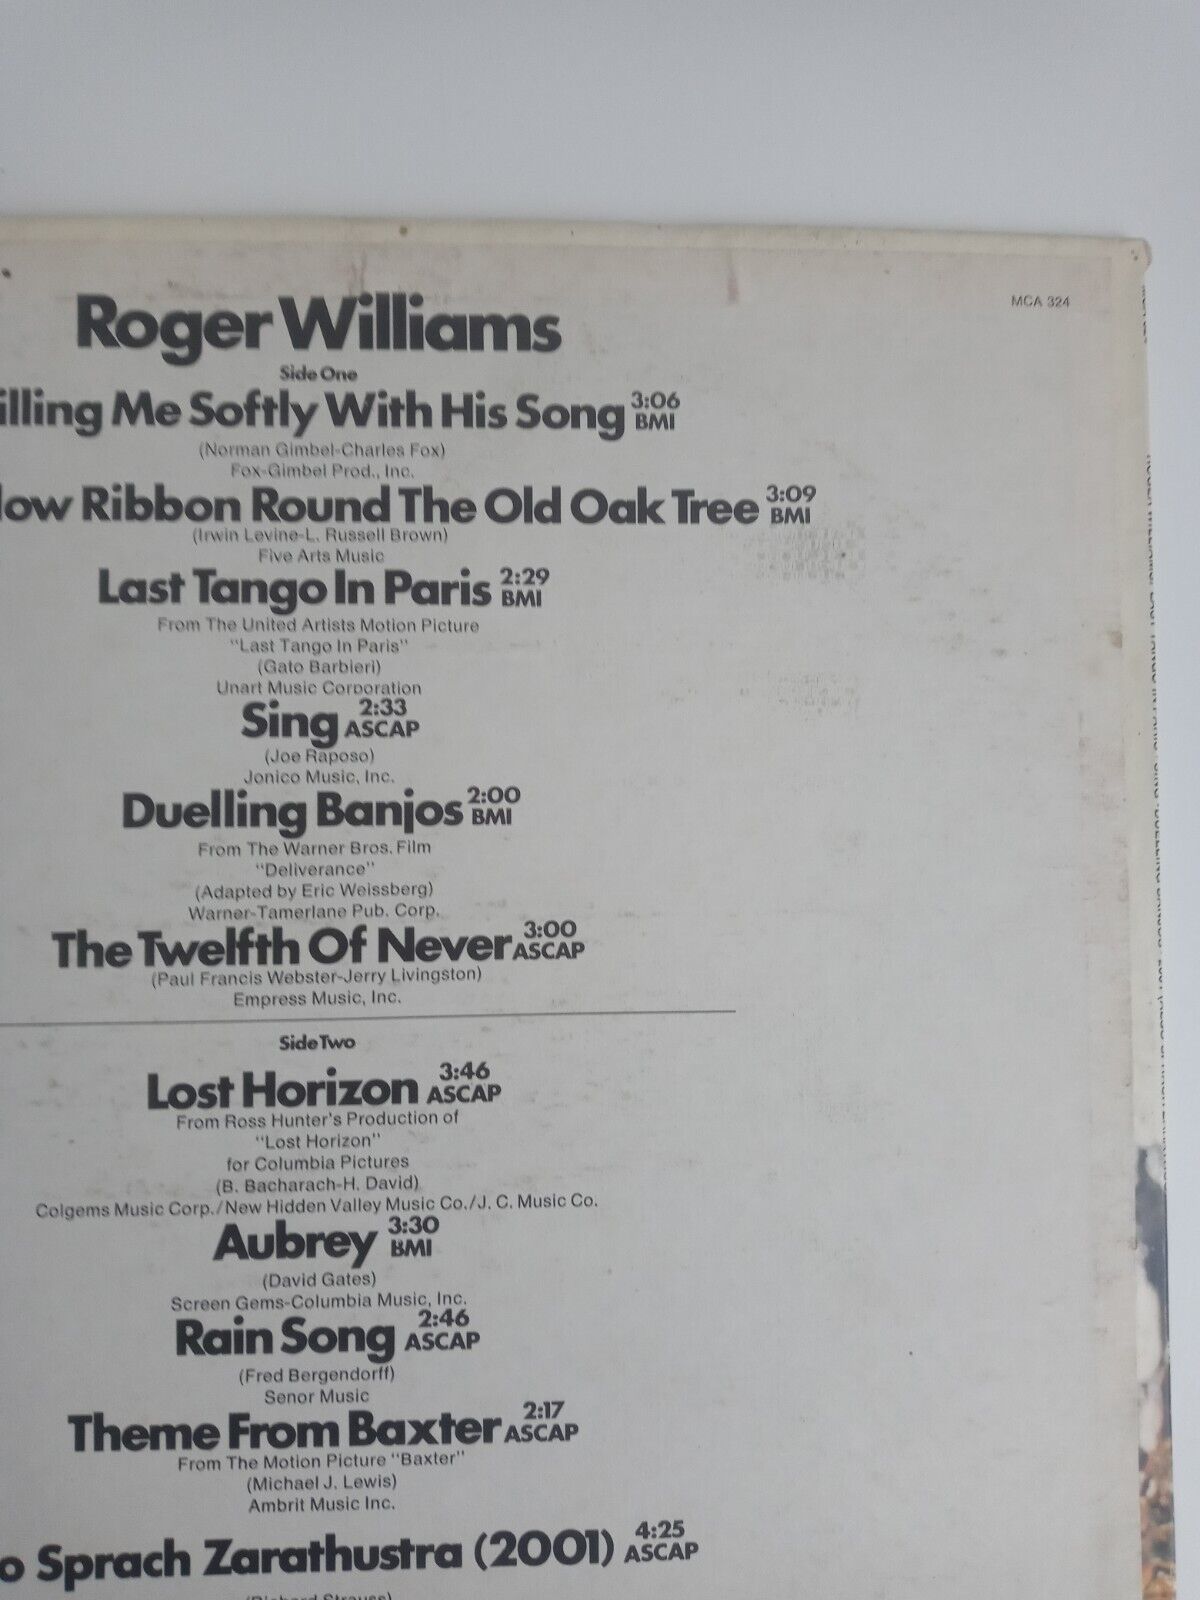 MCA 324
Roger Williams
Side One
illing Me Softly With His Song 3:06 BMI
(Norman Gimbel-Charles Fox)
Fox-Gimbel Prod., Inc.
low Ribbon Round The Old Oak Tree 3:09 BMI
(Irwin Levine-L. Russell Brown)
Five Arts Music
Last Tango In Paris 2:29 BMI
From The United Artists Motion Picture
"Last Tango In Paris"
(Gato Barbieri)
Unart Music Corporation
Sing 2:33 ASCAP
(Joe Raposo)
Jonico Music, Inc.
Duelling Banjos 2:00 BMI
From The Warner Bros. Film
"Deliverance"
(Adapted by Eric Weissberg)
Warner-Tamerlane Pub. Corp.
The Twelfth Of Never 3:00 ASCAP
(Paul Francis Webster-Jerry Livingston)
Empress Music, Inc.
Side Two
Lost Horizon 3:46 ASCAP
From Ross Hunter's Production of
"Lost Horizon"
for Columbia Pictures
(B. Bacharach-H. David)
Colgems Music Corp./New Hidden Valley Music Co./J. C. Music Co.
Aubrey 3:30 BMI
(David Gates)
Screen Gems-Columbia Music, Inc.
Rain Song 2:46 ASCAP
(Fred Bergendorff)
Senor Music
Theme From Baxter 2:17 ASCAP
From The Motion Picture "Baxter"
(Michael J. Lewis)
Ambrit Music Inc.
o Sprach Zarathustra (2001) 4:25 ASCAP
(Richard Strauss)